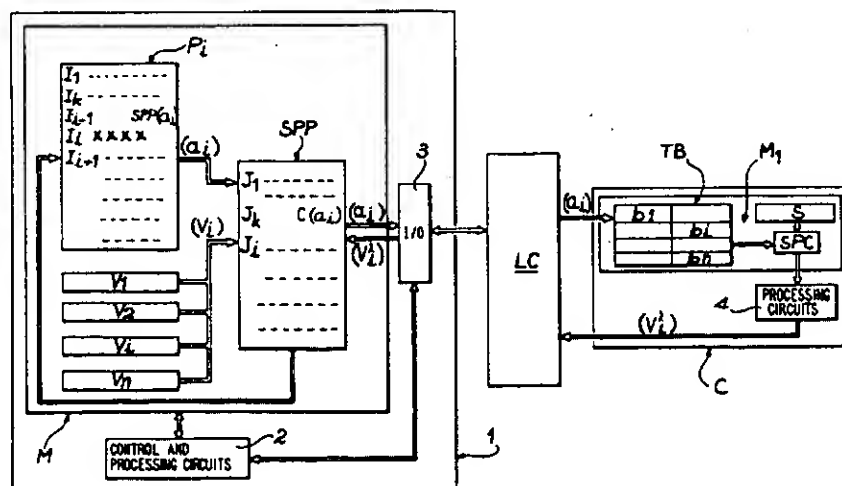 Pi
I1
Ik
Ii-1
SPP(ai)
Ii x x x x
Ii+1
(ai)
(Vi)
V1
V2
Vi
Vn
SPP
J1
Jk
C(ai)
Ji
(ai)
(V'i)
3
I/O
M
CONTROL AND
PROCESSING CIRCUITS
2
1
LC
(ai)
(V'i)
TB
M1
b1
bi
bn
S
SPC
4
PROCESSING
CIRCUITS
C